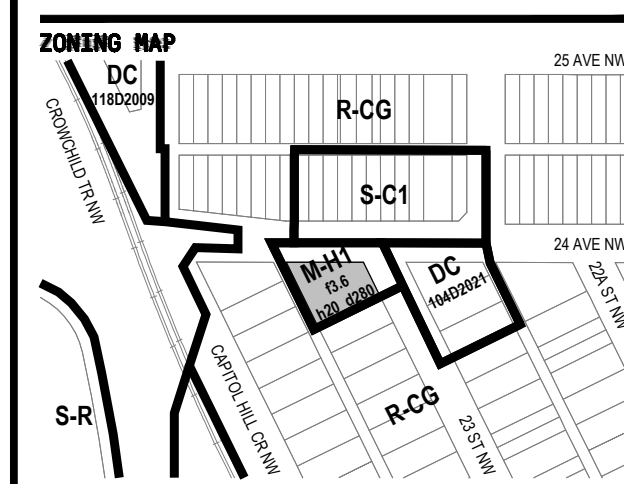 ZONING MAP
25 AVE NW
DC
118D2009
R-CG
CROWCHILD TR NW
S-C1
24 AVE NW
M-H1
f3.6
h20 d280
DC
104D2021
22A ST NW
CAPITOL HILL CR NW
R-CG
S-R
23 ST NW